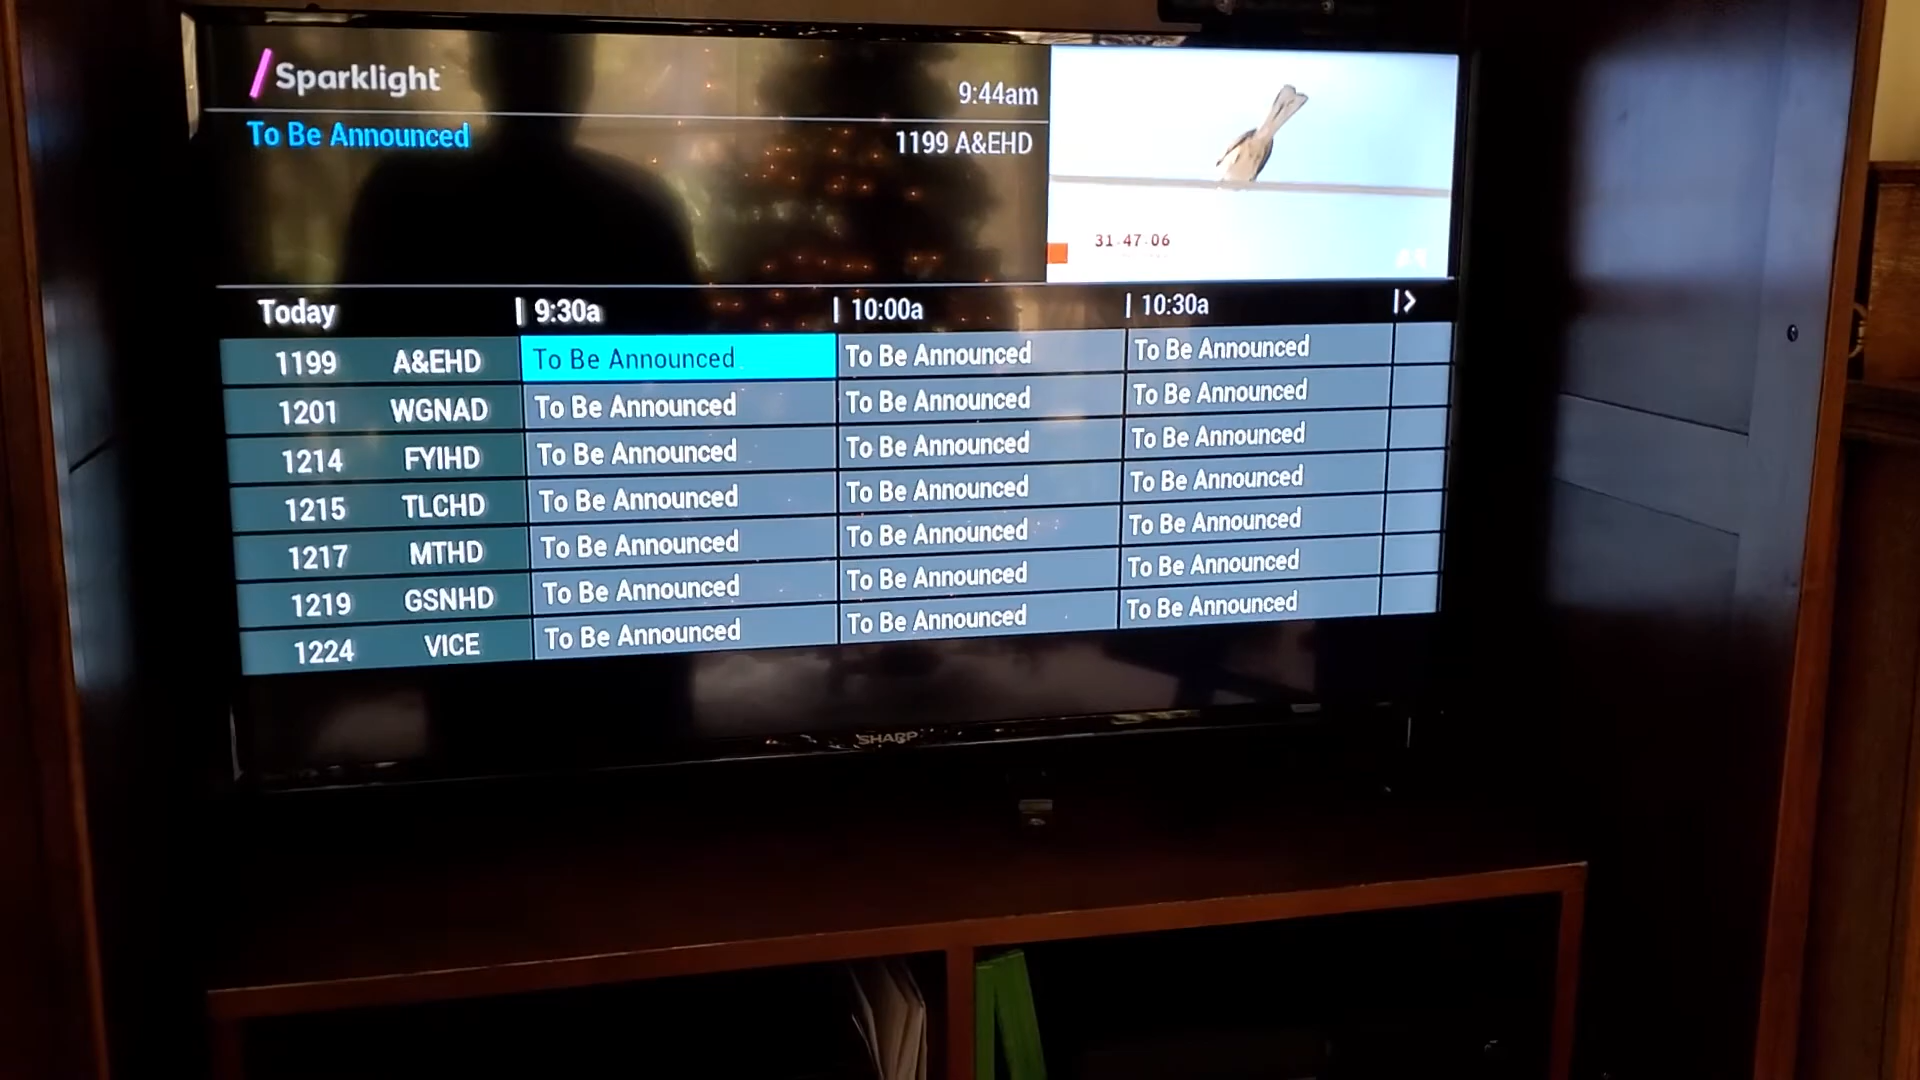 Sparklight
9:44am
To Be Announced
1199 A&EHD
31:47:06
Today 9:30a 10:00a 10:30a
1199 A&EHD To Be Announced To Be Announced To Be Announced
1201 WGNAD To Be Announced To Be Announced To Be Announced
1214 FYIHD To Be Announced To Be Announced To Be Announced
1215 TLCHD To Be Announced To Be Announced To Be Announced
1217 MTHD To Be Announced To Be Announced To Be Announced
1219 GSNHD To Be Announced To Be Announced To Be Announced
1224 VICE To Be Announced To Be Announced To Be Announced
SHARP